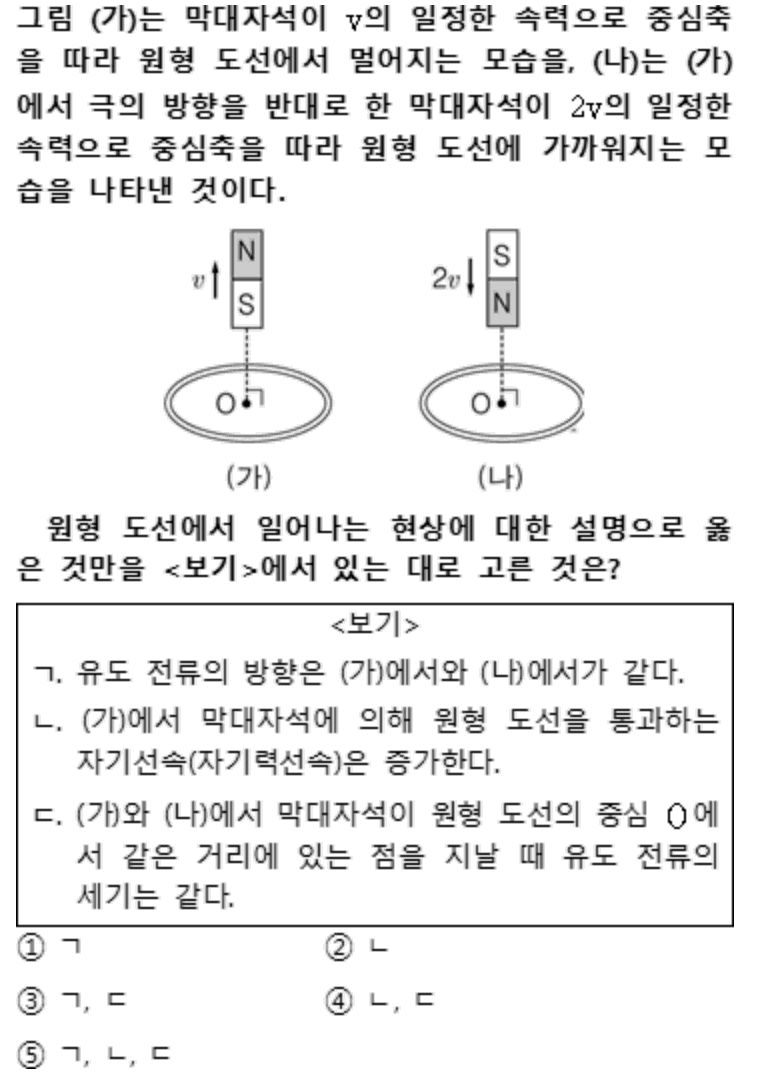 그림 (가)는 막대자석이 v의 일정한 속력으로 중심축
을 따라 원형 도선에서 멀어지는 모습을, (나)는 (가)
에서 극의 방향을 반대로 한 막대자석이 2v의 일정한
속력으로 중심축을 따라 원형 도선에 가까워지는 모
습을 나타낸 것이다.
N
v
S
O
(가)
S
2v
N
O
(나)
원형 도선에서 일어나는 현상에 대한 설명으로 옳
은 것만을 <보기>에서 있는 대로 고른 것은?
<보기>
ㄱ. 유도 전류의 방향은 (가)에서와 (나)에서가 같다.
ㄴ. (가)에서 막대자석에 의해 원형 도선을 통과하는
자기선속(자기력선속)은 증가한다.
ㄷ. (가)와 (나)에서 막대자석이 원형 도선의 중심 O에
서 같은 거리에 있는 점을 지날 때 유도 전류의
세기는 같다.
① ㄱ ② ㄴ
③ ㄱ, ㄷ ④ ㄴ, ㄷ
⑤ ㄱ, ㄴ, ㄷ